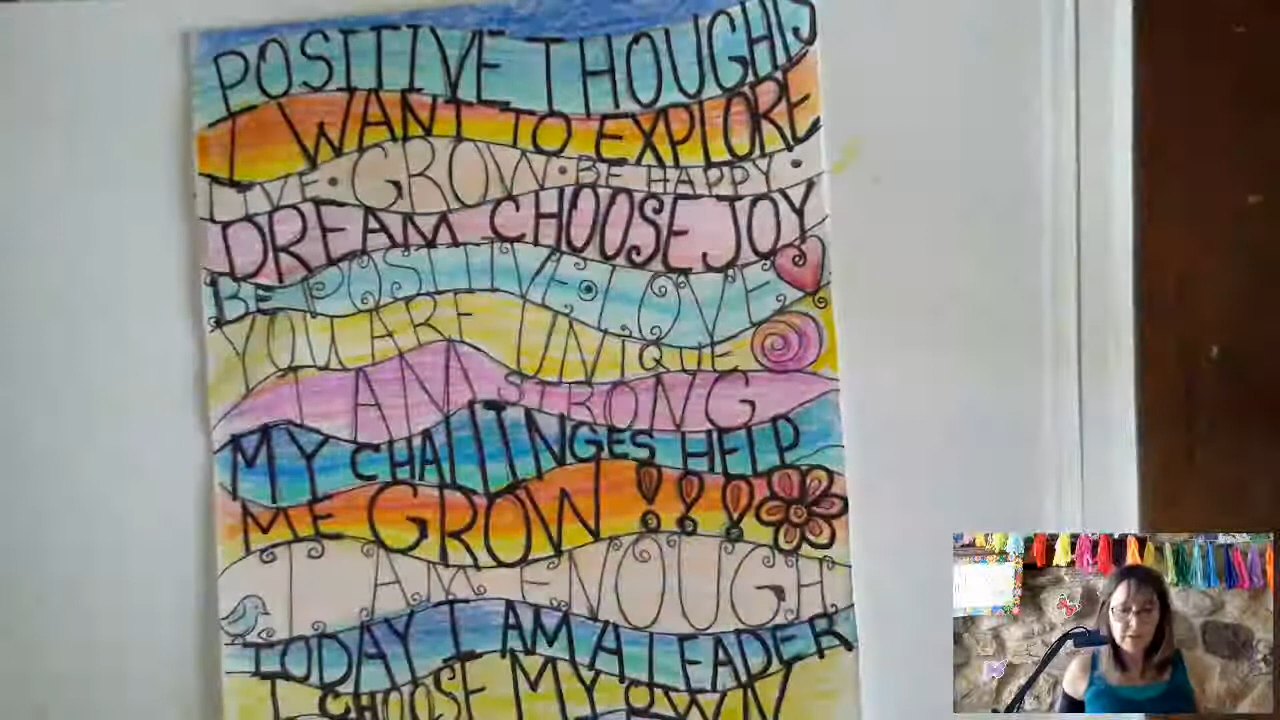 POSITIVE THOUGHTS
I WANT TO EXPLORE
LIVE • GROW • BE HAPPY •
DREAM CHOOSE JOY
BE POSITIVE LOVE
YOU ARE UNIQUE
I AM STRONG
MY CHALLINGES HELP
ME GROW !!!
I AM ENOUGH
TODAY I AM A LEADER
I CHOOSE MY OWN